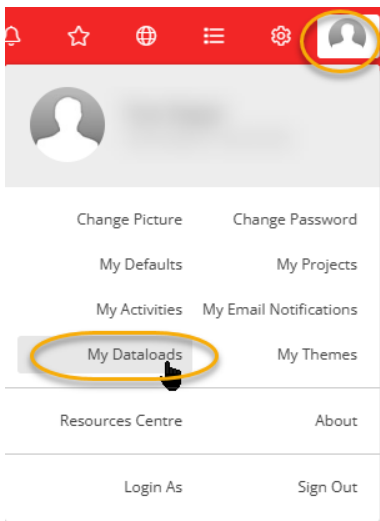 Change Picture Change Password
My Defaults My Projects
My Activities My Email Notifications
My Dataloads My Themes
Resources Centre About
Login As Sign Out